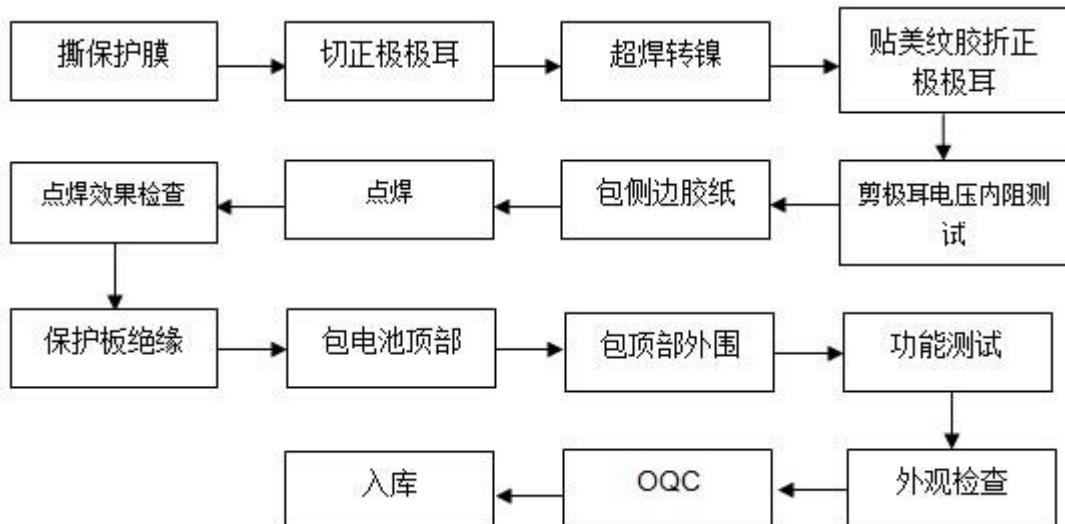 撕保护膜
切正极极耳
超焊转镍
贴美纹胶折正
极极耳
剪极耳电压内阻测
试
包侧边胶纸
点焊
点焊效果检查
保护板绝缘
包电池顶部
包顶部外围
功能测试
外观检查
OQC
入库